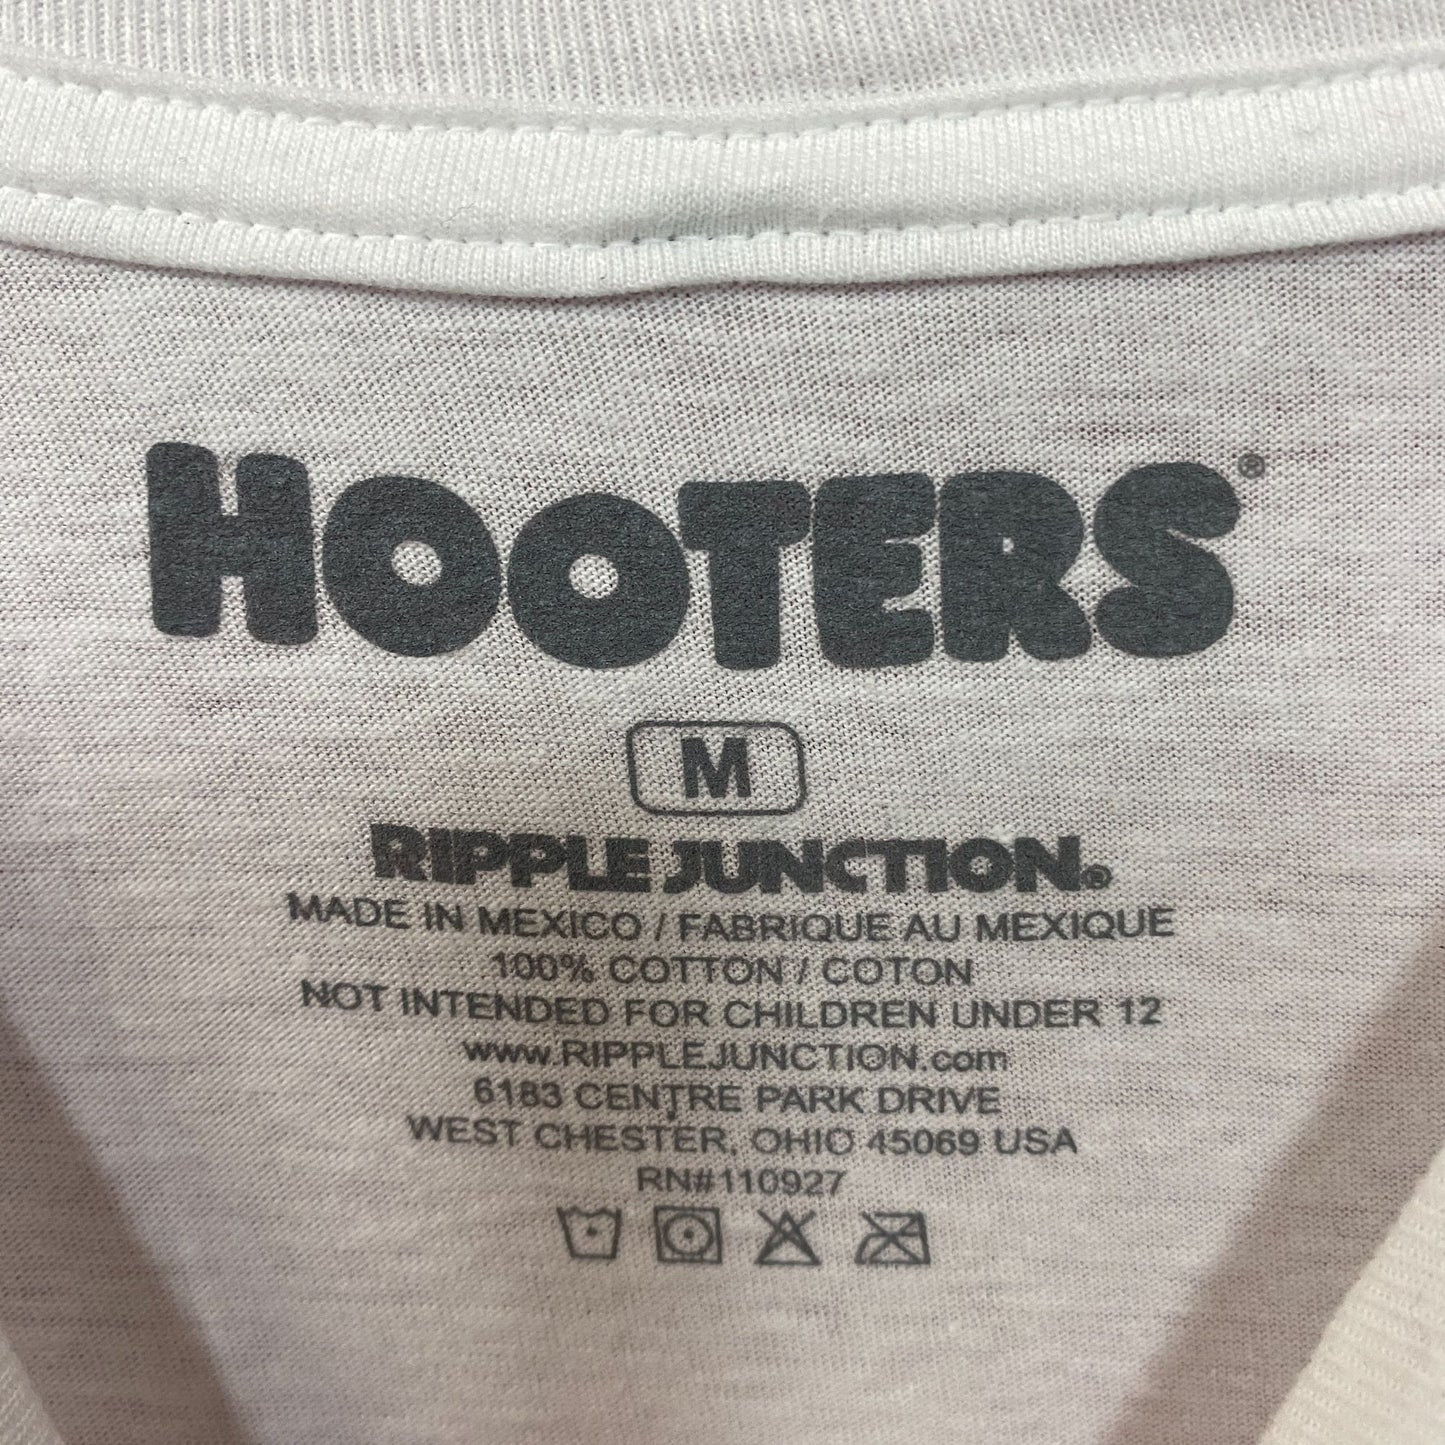 HOOTERS®
M
RIPPLE JUNCTION®
MADE IN MEXICO / FABRIQUE AU MEXIQUE
100% COTTON / COTON
NOT INTENDED FOR CHILDREN UNDER 12
www.RIPPLEJUNCTION.com
6183 CENTRE PARK DRIVE
WEST CHESTER, OHIO 45069 USA
RN#110927